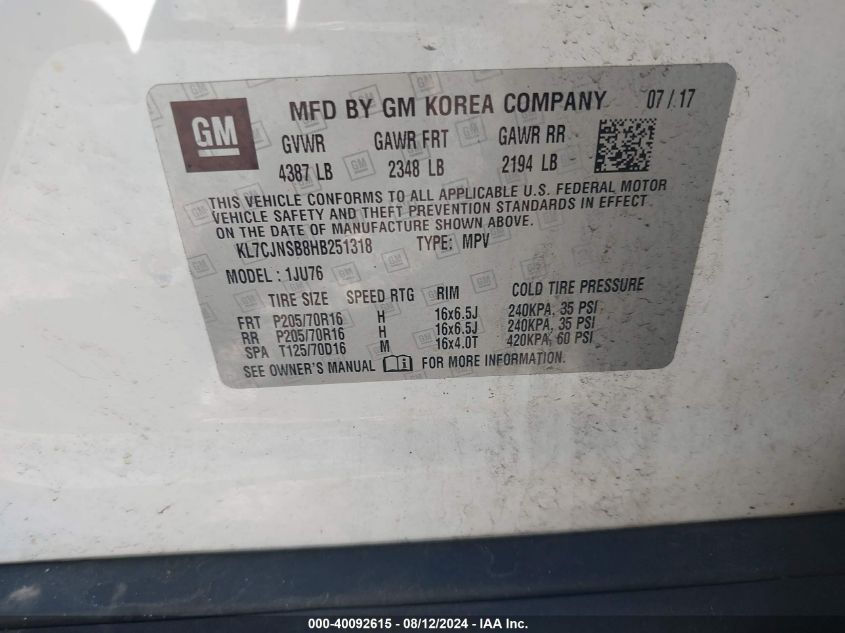 GM MFD BY GM KOREA COMPANY 07 / 17
GVWR GAWR FRT GAWR RR
4387 LB 2348 LB 2194 LB
THIS VEHICLE CONFORMS TO ALL APPLICABLE U.S. FEDERAL MOTOR
VEHICLE SAFETY AND THEFT PREVENTION STANDARDS IN EFFECT
ON THE DATE OF MANUFACTURE SHOWN ABOVE.
KL7CJNSB8HB251318 TYPE: MPV
MODEL : 1JU76
TIRE SIZE SPEED RTG RIM COLD TIRE PRESSURE
FRT P205/70R16 H 16x6.5J 240KPA, 35 PSI
RR P205/70R16 H 16x6.5J 240KPA, 35 PSI
SPA T125/70D16 M 16x4.0T 420KPA, 60 PSI
SEE OWNER'S MANUAL FOR MORE INFORMATION.
000-40092615 - 08/12/2024 - IAA Inc.